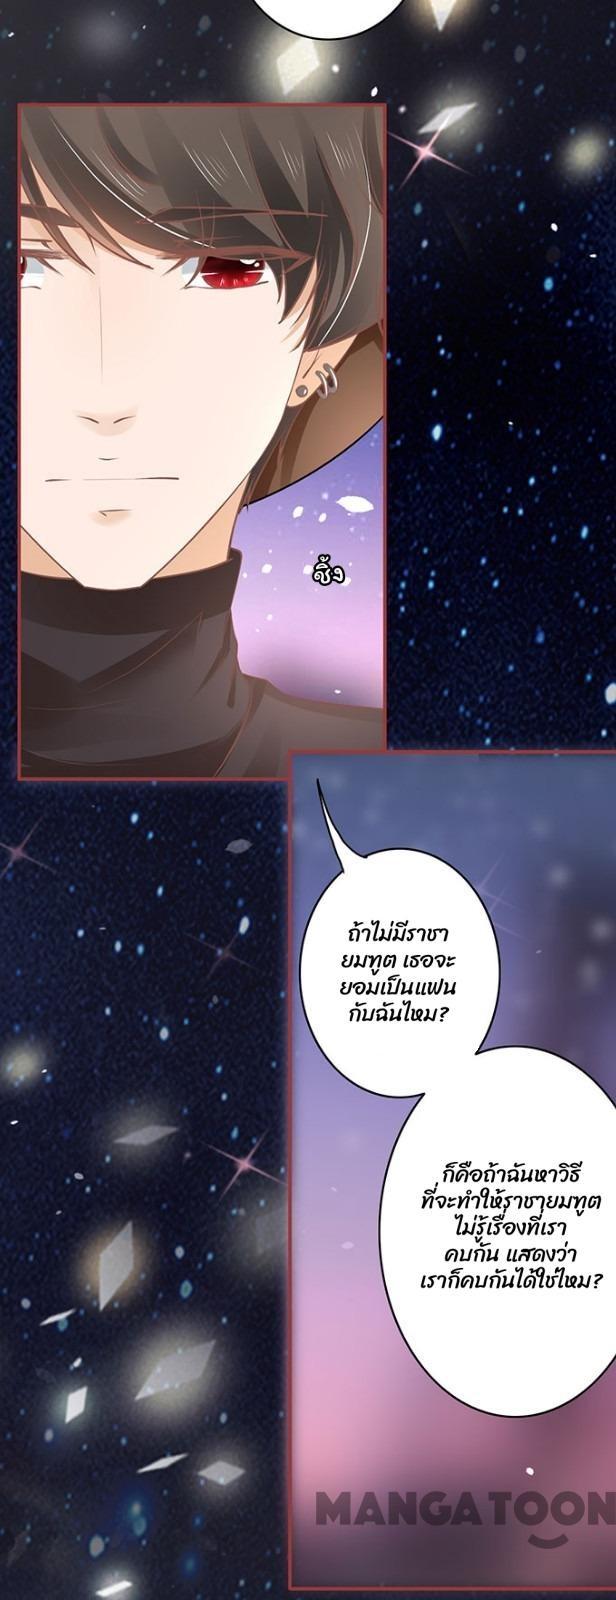 ชิ้ง
ถ้าไม่มีราชา
ยมทูต เธอจะ
ยอมเป็นแฟน
กับฉันไหม?
ก็คือถ้าฉันหาวิธี
ที่จะทำให้ราชายมทูต
ไม่รู้เรื่องที่เรา
คบกัน แสดงว่า
เราก็คบกันได้ใช่ไหม?
MANGATOON